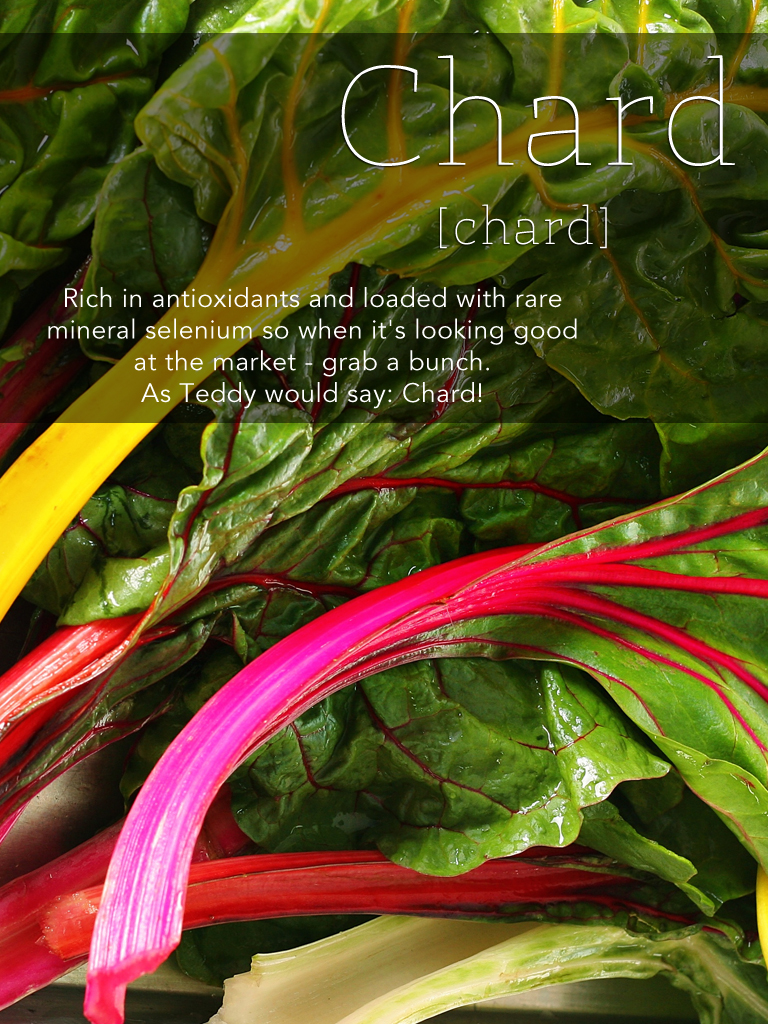 Chard
[chard]
Rich in antioxidants and loaded with rare
mineral selenium so when it's looking good
at the market - grab a bunch.
As Teddy would say: Chard!